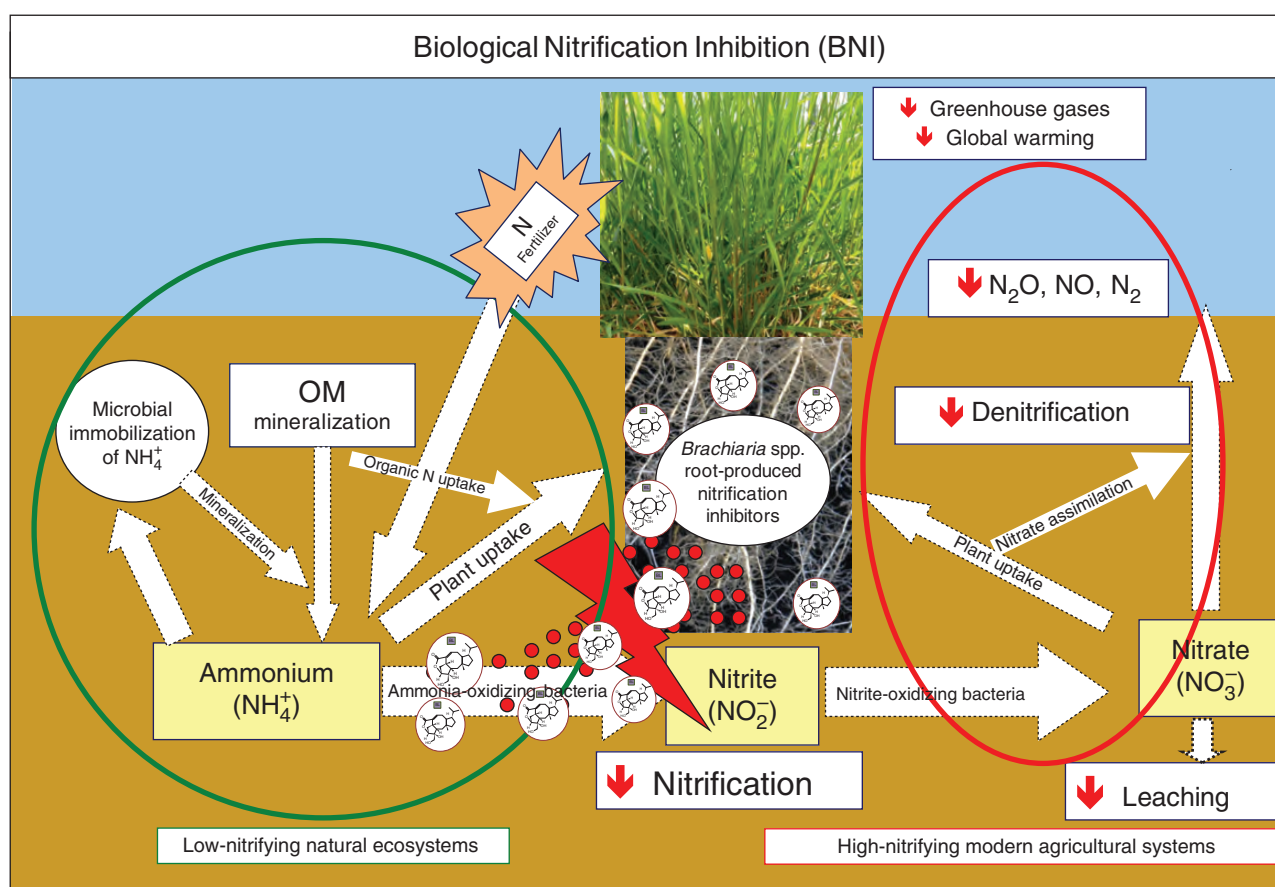 Biological Nitrification Inhibition (BNI)
Greenhouse gases
Global warming
N
Fertilizer
N₂O, NO, N₂
OM
mineralization
Microbial
immobilization
of NH₄⁺
Organic N uptake
Mineralization
Plant uptake
Brachiaria spp.
root-produced
nitrification
inhibitors
Denitrification
Nitrate assimilation
Plant uptake
Ammonium
(NH₄⁺)
Ammonia-oxidizing bacteria
Nitrite
(NO₂⁻)
Nitrite-oxidizing bacteria
Nitrate
(NO₃⁻)
Nitrification
Leaching
Low-nitrifying natural ecosystems
High-nitrifying modern agricultural systems